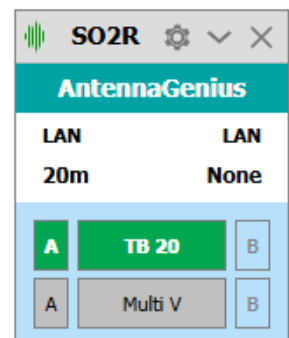 SO2R
AntennaGenius
LAN LAN
20m None
A TB 20 B
A Multi V B